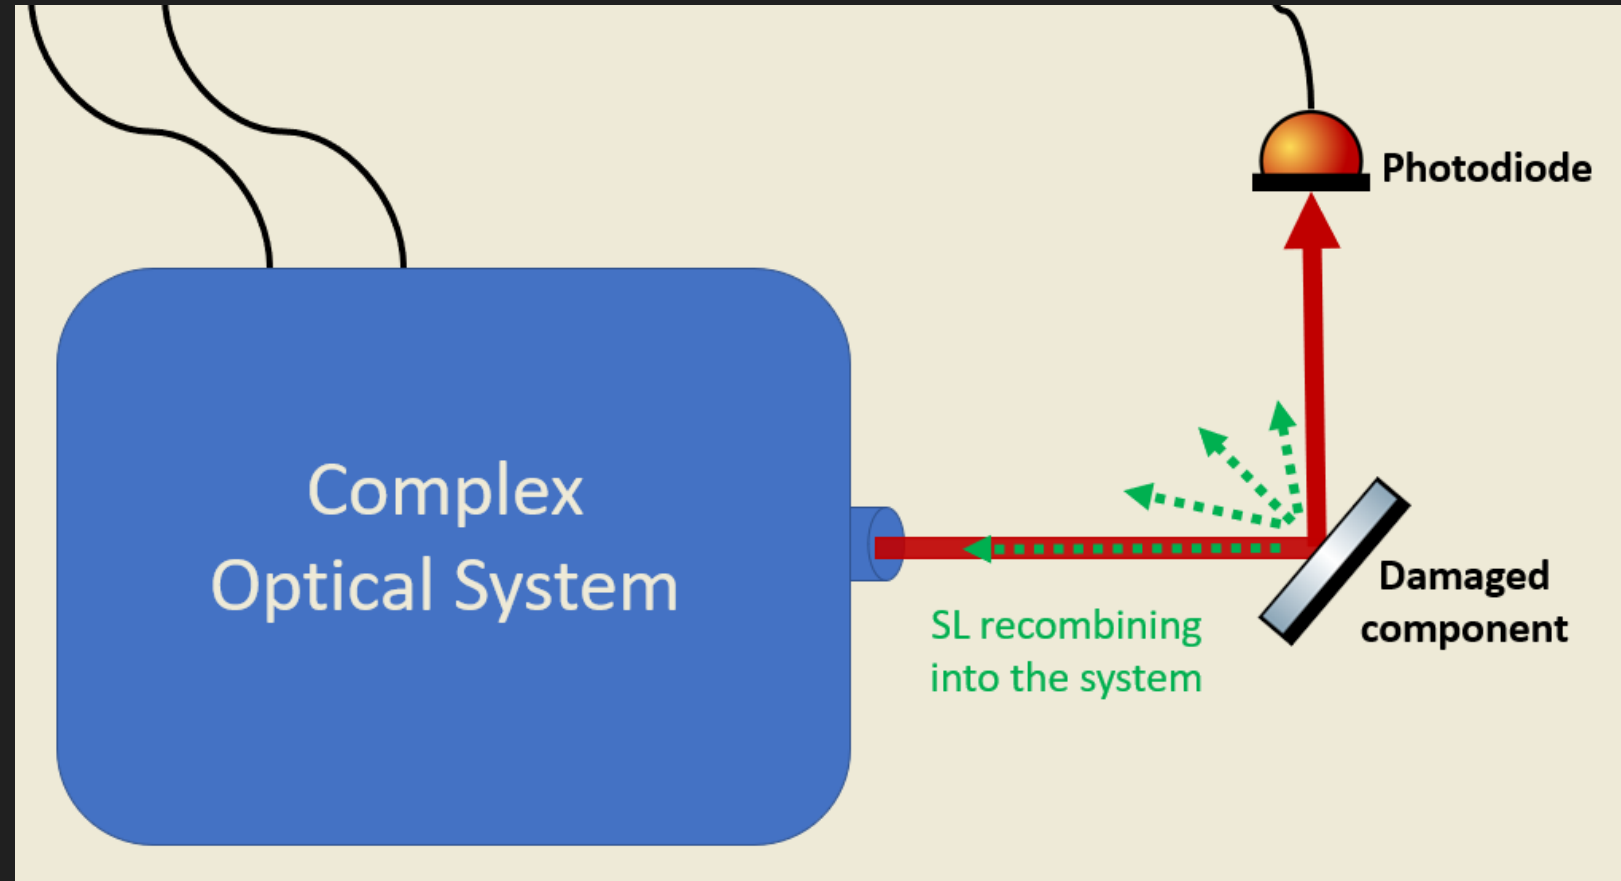 Photodiode
Complex
Optical System
Damaged
component
SL recombining
into the system